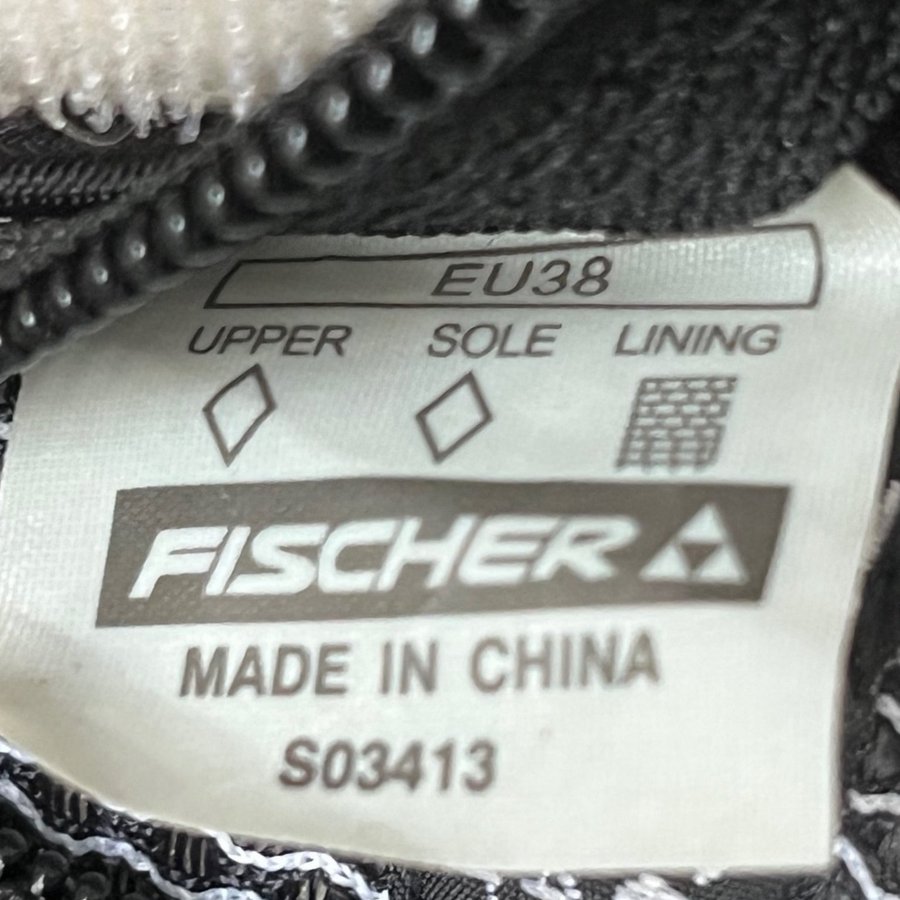 EU38
UPPER SOLE LINING
FISCHER
MADE IN CHINA
S03413